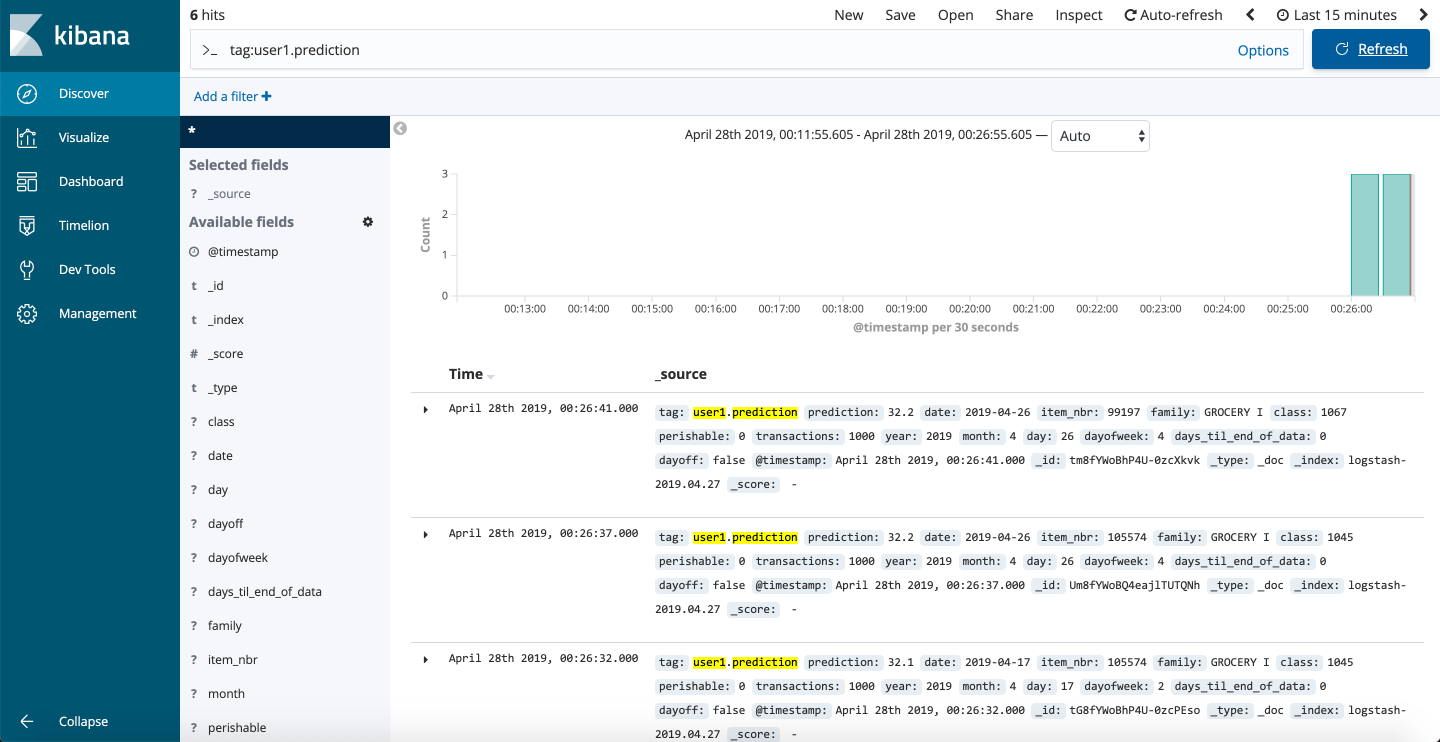 kibana
Discover
Visualize
Dashboard
Timelion
Dev Tools
Management
Collapse
6 hits
New Save Open Share Inspect Auto-refresh Last 15 minutes
>_ tag:user1.prediction Options Refresh
Add a filter +
*
Selected fields
? _source
Available fields
@timestamp
t _id
t _index
# _score
t _type
? class
? date
? day
? dayoff
? dayofweek
? days_til_end_of_data
? family
? item_nbr
? month
? perishable
April 28th 2019, 00:11:55.605 - April 28th 2019, 00:26:55.605 — Auto
Count
3
2
1
0
00:13:00 00:14:00 00:15:00 00:16:00 00:17:00 00:18:00 00:19:00 00:20:00 00:21:00 00:22:00 00:23:00 00:24:00 00:25:00 00:26:00
@timestamp per 30 seconds
Time _source
April 28th 2019, 00:26:41.000 tag: user1.prediction prediction: 32.2 date: 2019-04-26 item_nbr: 99197 family: GROCERY I class: 1067
perishable: 0 transactions: 1000 year: 2019 month: 4 day: 26 dayofweek: 4 days_til_end_of_data: 0
dayoff: false @timestamp: April 28th 2019, 00:26:41.000 _id: tm8fYWoBhP4U-0zcXkvk _type: _doc _index: logstash-
2019.04.27 _score: -
April 28th 2019, 00:26:37.000 tag: user1.prediction prediction: 32.2 date: 2019-04-26 item_nbr: 105574 family: GROCERY I class: 1045
perishable: 0 transactions: 1000 year: 2019 month: 4 day: 26 dayofweek: 4 days_til_end_of_data: 0
dayoff: false @timestamp: April 28th 2019, 00:26:37.000 _id: Um8fYWoBQ4eajlTUTQNh _type: _doc _index: logstash-
2019.04.27 _score: -
April 28th 2019, 00:26:32.000 tag: user1.prediction prediction: 32.1 date: 2019-04-17 item_nbr: 105574 family: GROCERY I class: 1045
perishable: 0 transactions: 1000 year: 2019 month: 4 day: 17 dayofweek: 2 days_til_end_of_data: 0
dayoff: false @timestamp: April 28th 2019, 00:26:32.000 _id: tG8fYWoBhP4U-0zcPEso _type: _doc _index: logstash-
2019.04.27 _score: -